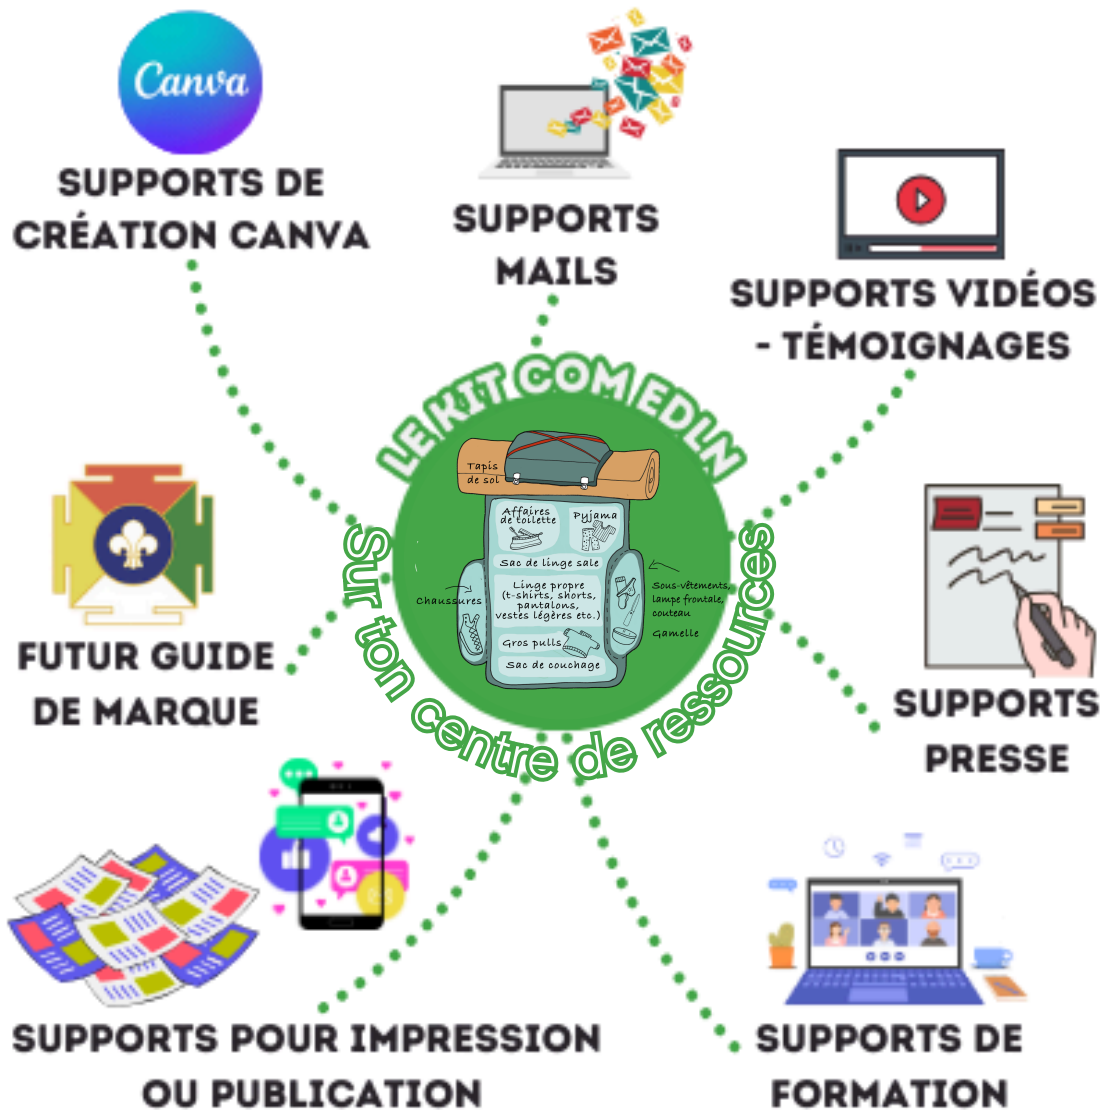 Canva
SUPPORTS DE
CRÉATION CANVA
SUPPORTS
MAILS
SUPPORTS VIDÉOS
- TÉMOIGNAGES
LE KIT COM EDLN
Tapis
de sol
Affaires
de toilette
Pyjama
Sac de linge sale
Linge propre
(t-shirts, shorts,
pantalons,
vestes légères etc.)
Gros pulls
Sac de couchage
Chaussures
Sous-vêtements,
lampe frontale,
couteau
Gamelle
Sur ton centre de ressources
FUTUR GUIDE
DE MARQUE
SUPPORTS
PRESSE
SUPPORTS POUR IMPRESSION
OU PUBLICATION
SUPPORTS DE
FORMATION